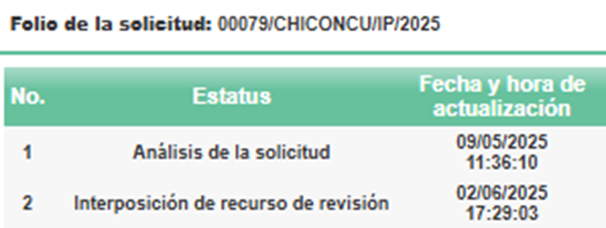 Folio de la solicitud: 00079/CHICONCU/IP/2025
No. Estatus Fecha y hora de actualización
1 Análisis de la solicitud 09/05/2025 11:36:10
2 Interposición de recurso de revisión 02/06/2025 17:29:03